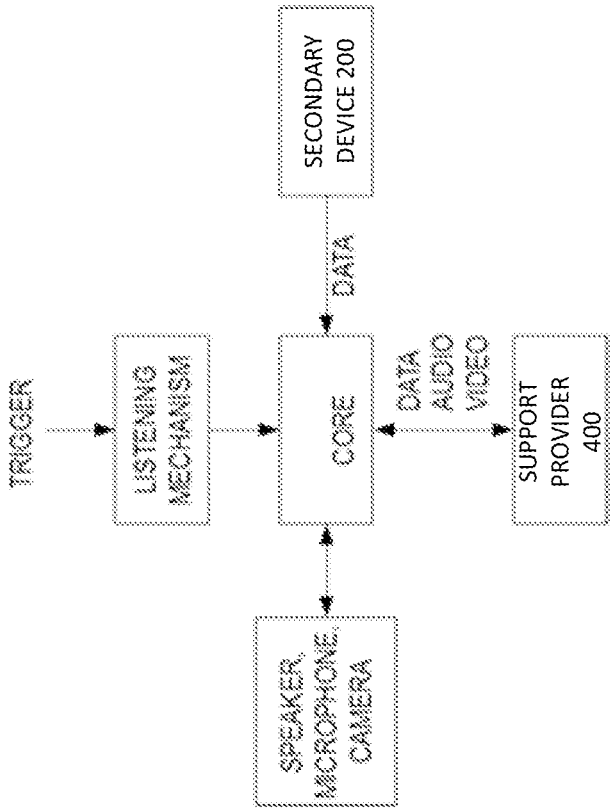 TRIGGER
LISTENING
MECHANISM
SPEAKER,
MICROPHONE,
CAMERA
CORE
DATA
SECONDARY
DEVICE 200
DATA
AUDIO
VIDEO
SUPPORT
PROVIDER
400